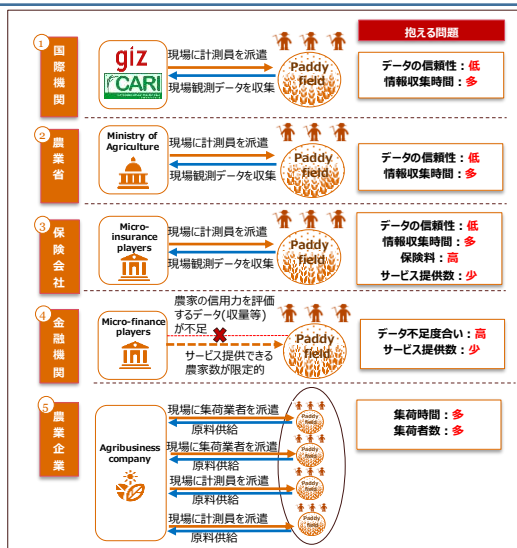 抱える問題
1
国際機関
giz
CARI
現場に計測員を派遣
現場観測データを収集
Paddy
field
データの信頼性：低
情報収集時間：多
2
農業省
Ministry of
Agriculture
現場に計測員を派遣
現場観測データを収集
Paddy
field
データの信頼性：低
情報収集時間：多
3
保険会社
Micro-
insurance
players
現場に計測員を派遣
現場観測データを収集
Paddy
field
データの信頼性：低
情報収集時間：多
保険料：高
サービス提供数：少
4
金融機関
Micro-finance
players
農家の信用力を評価
するデータ(収量等)
が不足
サービス提供できる
農家数が限定的
Paddy
field
データ不足度合い：高
サービス提供数：少
5
農業企業
Agribusiness
company
現場に集荷業者を派遣
原料供給
Paddy
field
現場に集荷業者を派遣
原料供給
Paddy
field
現場に計測員を派遣
原料供給
Paddy
field
現場に計測員を派遣
原料供給
Paddy
field
集荷時間：多
集荷者数：多